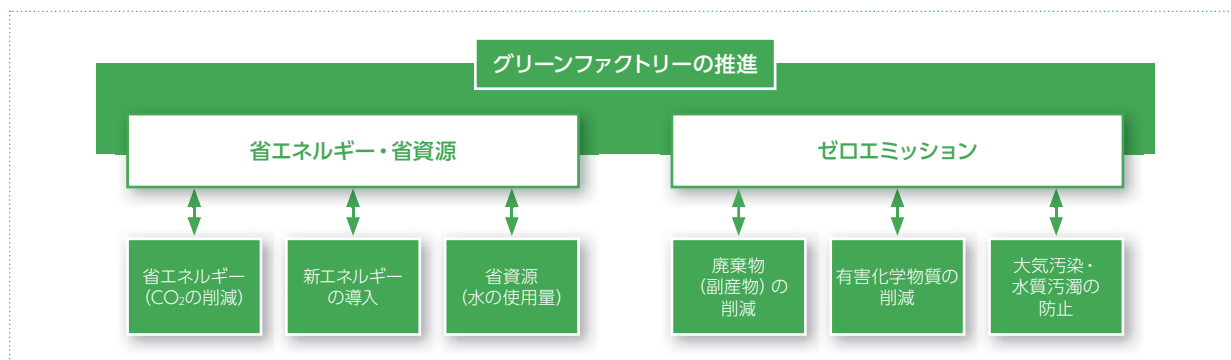 グリーンファクトリーの推進
省エネルギー・省資源
ゼロエミッション
省エネルギー
(CO₂の削減)
新エネルギー
の導入
省資源
(水の使用量)
廃棄物
(副産物)の
削減
有害化学物質の
削減
大気汚染・
水質汚濁の
防止